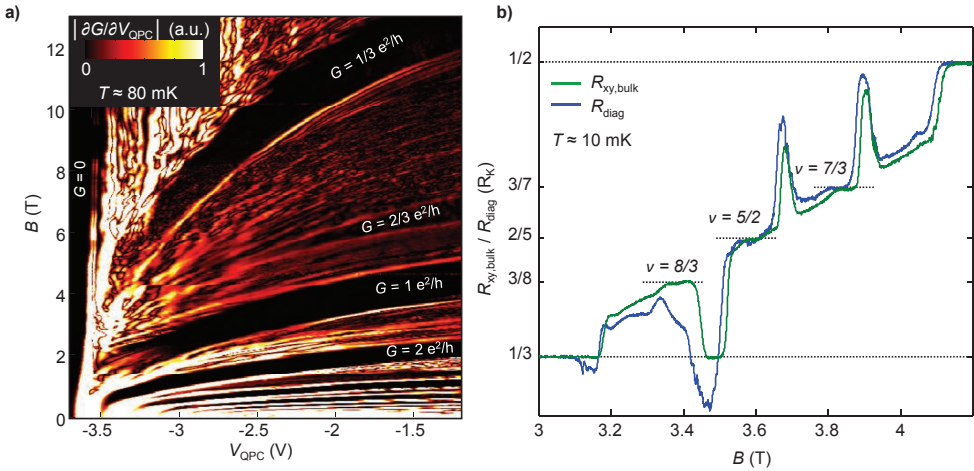 a)
|∂G/∂V_QPC| (a.u.)
0 1
T ≈ 80 mK
G = 0
G = 1/3 e²/h
G = 2/3 e²/h
G = 1 e²/h
G = 2 e²/h
B (T)
12
10
8
6
4
2
0
-3.5 -3 -2.5 -2 -1.5
V_QPC (V)
b)
R_xy,bulk
R_diag
T ≈ 10 mK
ν = 7/3
ν = 5/2
ν = 8/3
R_xy,bulk / R_diag (R_K)
1/2
3/7
2/5
3/8
1/3
3 3.2 3.4 3.6 3.8 4
B (T)